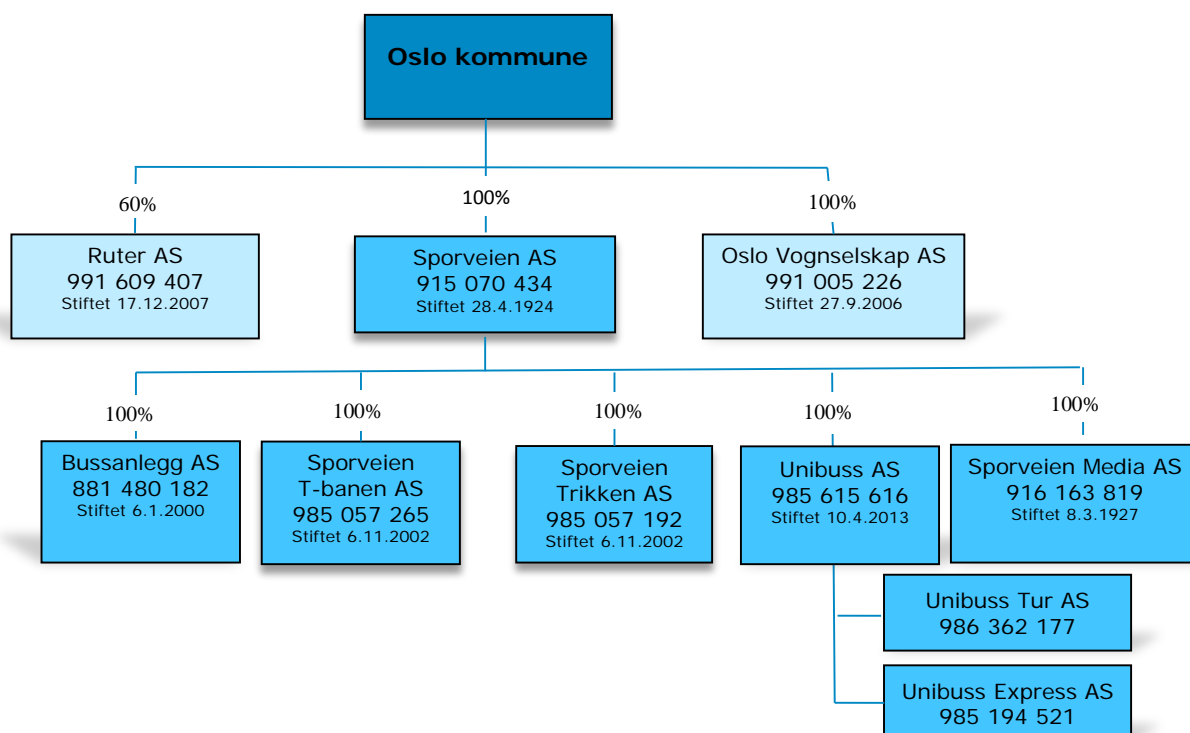 Oslo kommune
60%
100%
100%
Ruter AS
991 609 407
Stiftet 17.12.2007
Sporveien AS
915 070 434
Stiftet 28.4.1924
Oslo Vognselskap AS
991 005 226
Stiftet 27.9.2006
100%
100%
100%
100%
100%
Bussanlegg AS
881 480 182
Stiftet 6.1.2000
Sporveien
T-banen AS
985 057 265
Stiftet 6.11.2002
Sporveien
Trikken AS
985 057 192
Stiftet 6.11.2002
Unibuss AS
985 615 616
Stiftet 10.4.2013
Sporveien Media AS
916 163 819
Stiftet 8.3.1927
Unibuss Tur AS
986 362 177
Unibuss Express AS
985 194 521